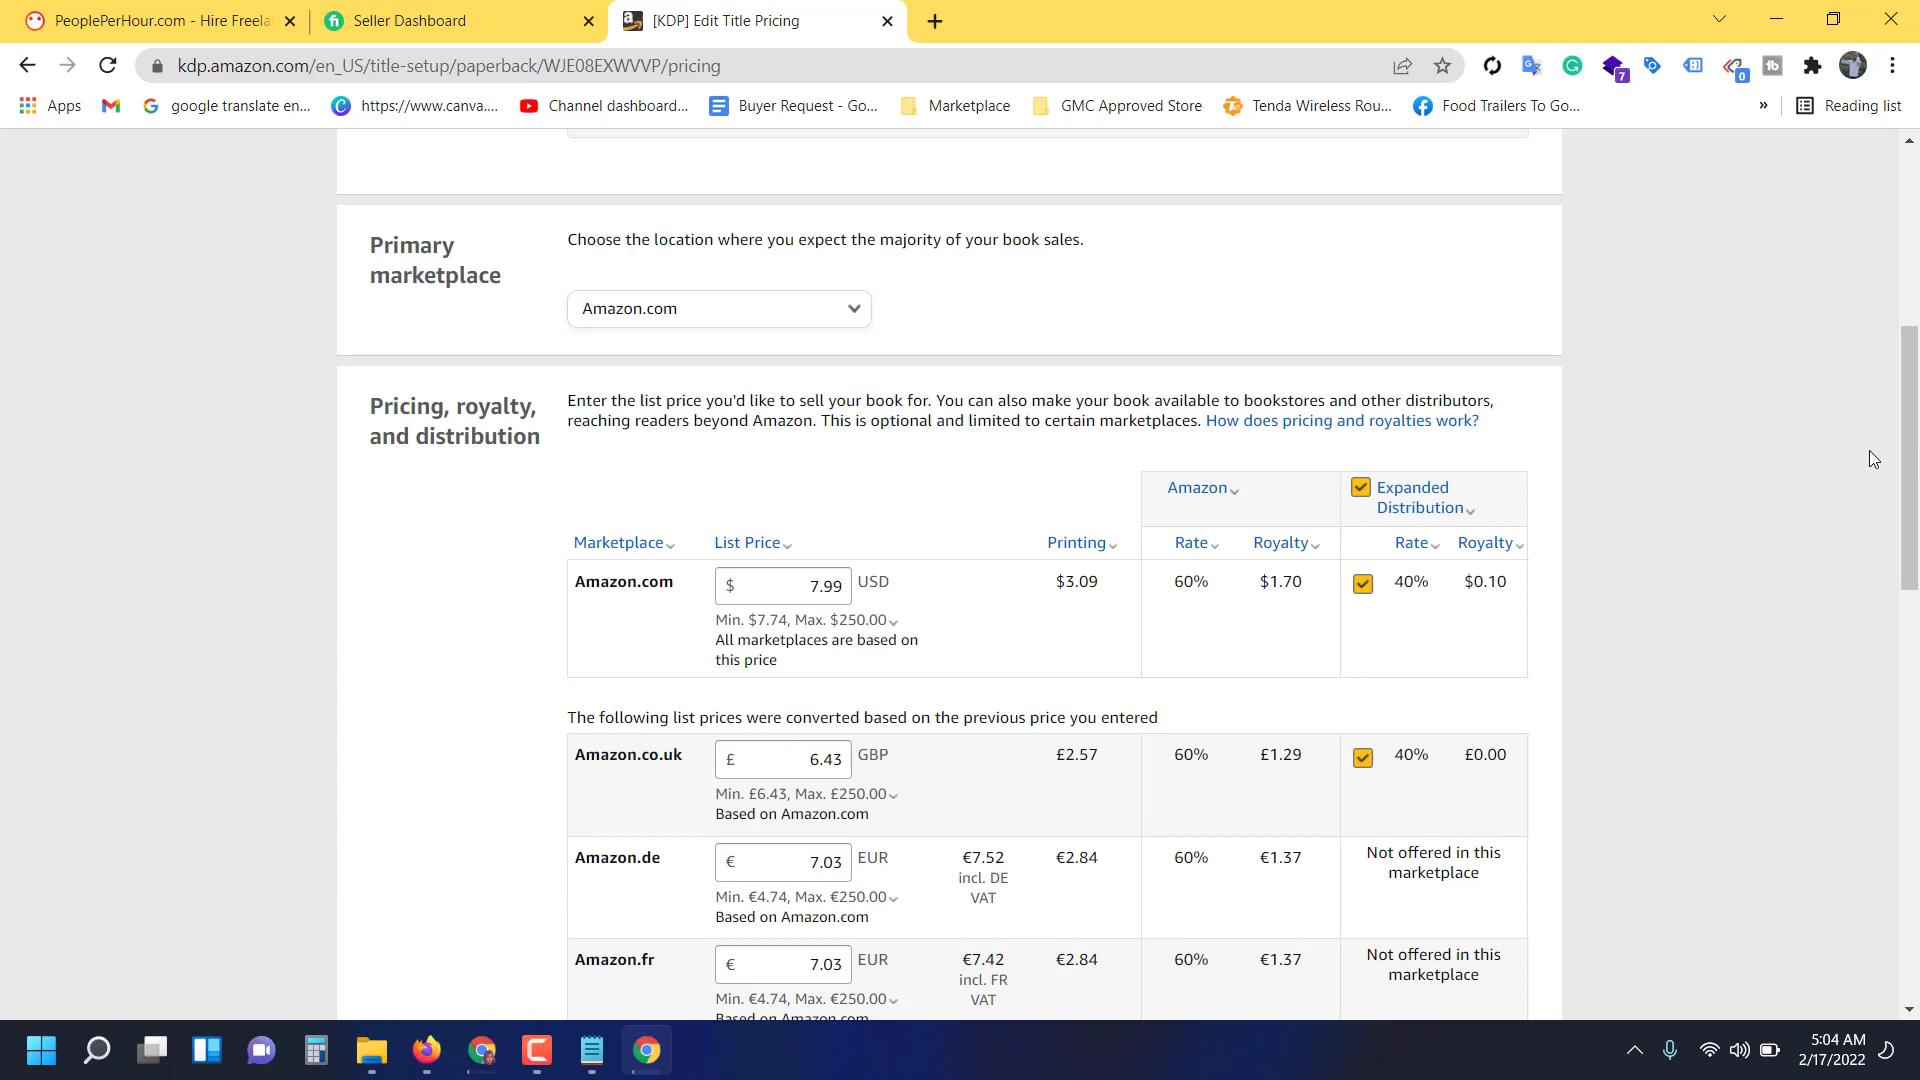 PeoplePerHour.com - Hire Freela
Seller Dashboard
[KDP] Edit Title Pricing
kdp.amazon.com/en_US/title-setup/paperback/WJE08EXWVVP/pricing
7
0
tb
Apps
google translate en...
https://www.canva....
Channel dashboard...
Buyer Request - Go...
Marketplace
GMC Approved Store
Tenda Wireless Rou...
Food Trailers To Go...
»
Reading list
Primary
marketplace
Choose the location where you expect the majority of your book sales.
Amazon.com
Pricing, royalty,
and distribution
Enter the list price you'd like to sell your book for. You can also make your book available to bookstores and other distributors,
reaching readers beyond Amazon. This is optional and limited to certain marketplaces. How does pricing and royalties work?
Amazon
Expanded
Distribution
Marketplace List Price Printing Rate Royalty Rate Royalty
Amazon.com $ 7.99 USD $3.09 60% $1.70 40% $0.10
Min. $7.74, Max. $250.00
All marketplaces are based on
this price
The following list prices were converted based on the previous price you entered
Amazon.co.uk £ 6.43 GBP £2.57 60% £1.29 40% £0.00
Min. £6.43, Max. £250.00
Based on Amazon.com
Amazon.de € 7.03 EUR €7.52 incl. DE VAT €2.84 60% €1.37 Not offered in this marketplace
Min. €4.74, Max. €250.00
Based on Amazon.com
Amazon.fr € 7.03 EUR €7.42 incl. FR VAT €2.84 60% €1.37 Not offered in this marketplace
Min. €4.74, Max. €250.00
Based on Amazon.com
5:04 AM
2/17/2022